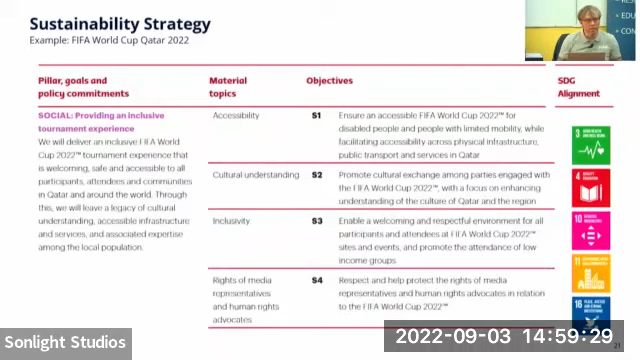 Sustainability Strategy
Example: FIFA World Cup Qatar 2022
Pillar, goals and
policy commitments
Material
topics
Objectives
SDG
Alignment
SOCIAL: Providing an inclusive
tournament experience
We will deliver an inclusive FIFA World
Cup 2022™ tournament experience that
is welcoming, safe and accessible to all
participants, attendees and communities
in Qatar and around the world. Through
this, we will leave a legacy of cultural
understanding, accessible infrastructure
and services, and associated expertise
among the local population.
Accessibility
S1
Ensure an accessible FIFA World Cup 2022™ for
disabled people and people with limited mobility, while
facilitating accessibility across physical infrastructure,
public transport and services in Qatar
Cultural understanding
S2
Promote cultural exchange among parties engaged with
the FIFA World Cup 2022™, with a focus on enhancing
understanding of the culture of Qatar and the region
Inclusivity
S3
Enable a welcoming and respectful environment for all
participants and attendees at FIFA World Cup 2022™
sites and events, and promote the attendance of low
income groups
Rights of media
representatives
and human rights
advocates
S4
Respect and help protect the rights of media
representatives and human rights advocates in relation
to the FIFA World Cup 2022™
3
4
10
11
16
EDU
CON
Sonlight Studios
2022-09-03 14:59:29
21